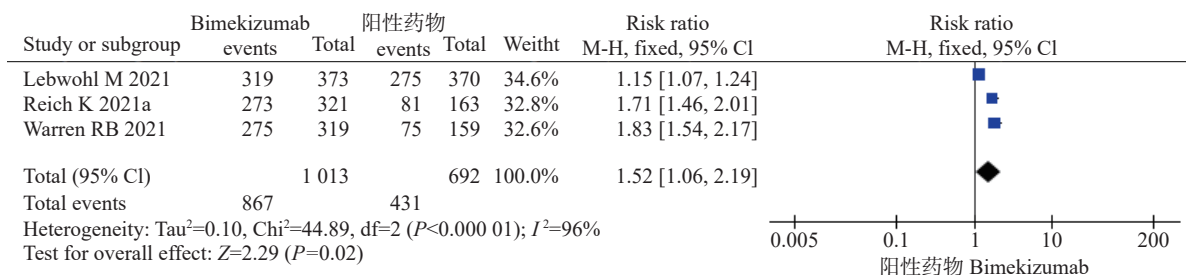 Bimekizumab 阳性药物 Risk ratio Risk ratio
Study or subgroup events Total events Total Weitht M-H, fixed, 95% Cl M-H, fixed, 95% Cl
Lebwohl M 2021 319 373 275 370 34.6% 1.15 [1.07, 1.24]
Reich K 2021a 273 321 81 163 32.8% 1.71 [1.46, 2.01]
Warren RB 2021 275 319 75 159 32.6% 1.83 [1.54, 2.17]
Total (95% Cl) 1 013 692 100.0% 1.52 [1.06, 2.19]
Total events 867 431
Heterogeneity: Tau²=0.10, Chi²=44.89, df=2 (P<0.000 01); I²=96%
Test for overall effect: Z=2.29 (P=0.02)
0.005 0.1 1 10 200
阳性药物 Bimekizumab